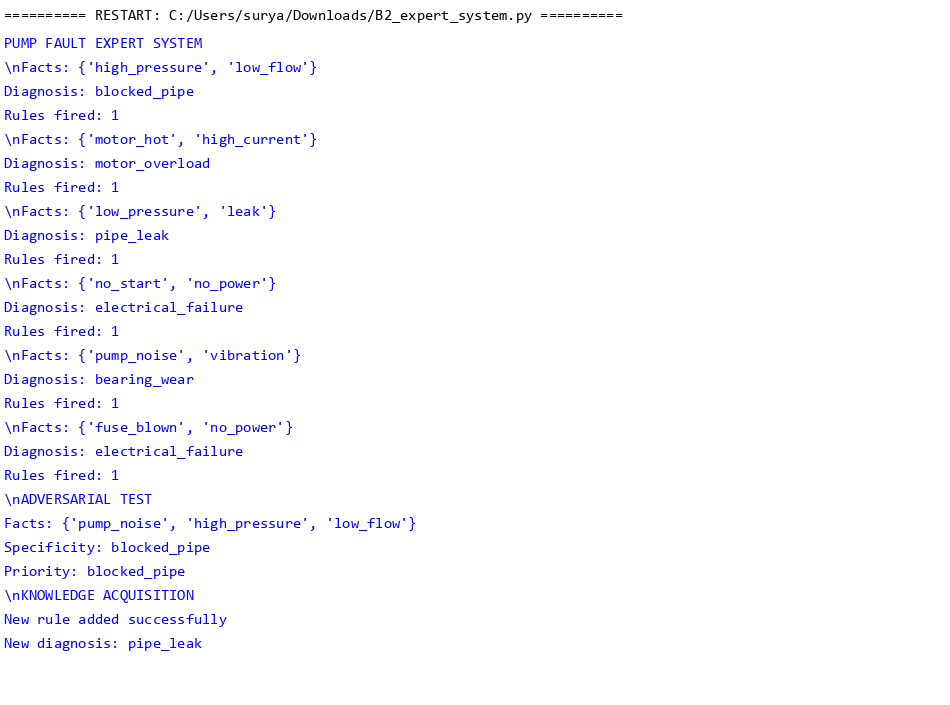 ========== RESTART: C:/Users/surya/Downloads/B2_expert_system.py ==========
PUMP FAULT EXPERT SYSTEM
\nFacts: {'high_pressure', 'low_flow'}
Diagnosis: blocked_pipe
Rules fired: 1
\nFacts: {'motor_hot', 'high_current'}
Diagnosis: motor_overload
Rules fired: 1
\nFacts: {'low_pressure', 'leak'}
Diagnosis: pipe_leak
Rules fired: 1
\nFacts: {'no_start', 'no_power'}
Diagnosis: electrical_failure
Rules fired: 1
\nFacts: {'pump_noise', 'vibration'}
Diagnosis: bearing_wear
Rules fired: 1
\nFacts: {'fuse_blown', 'no_power'}
Diagnosis: electrical_failure
Rules fired: 1
\nADVERSARIAL TEST
Facts: {'pump_noise', 'high_pressure', 'low_flow'}
Specificity: blocked_pipe
Priority: blocked_pipe
\nKNOWLEDGE ACQUISITION
New rule added successfully
New diagnosis: pipe_leak